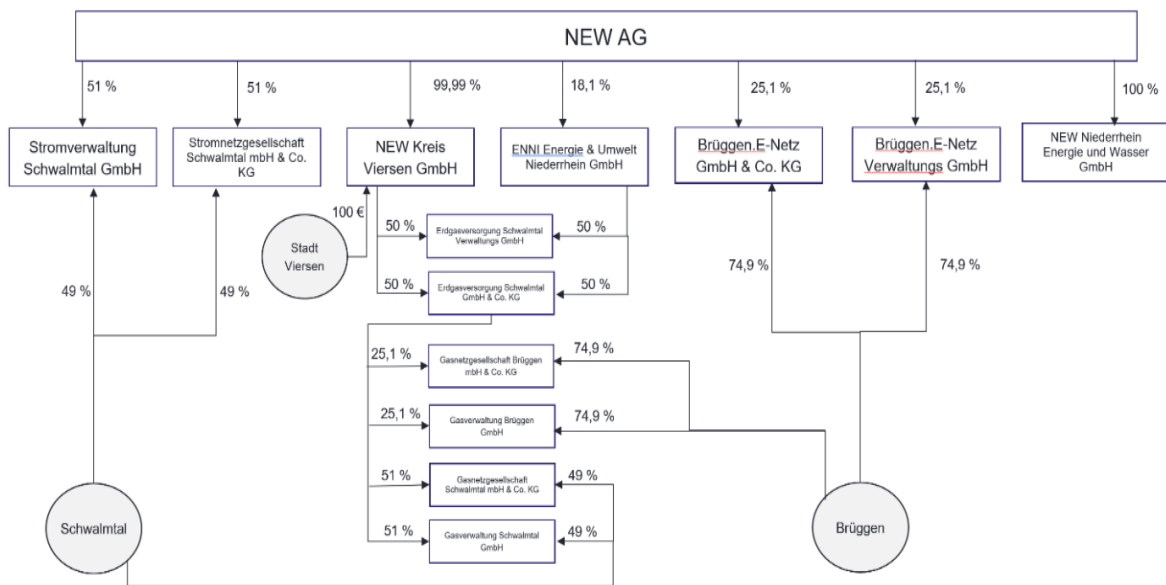 NEW AG
51 %
51 %
99,99 %
18,1 %
25,1 %
25,1 %
100 %
Stromverwaltung
Schwalmtal GmbH
Stromnetzgesellschaft
Schwalmtal mbH & Co.
KG
NEW Kreis
Viersen GmbH
ENNI Energie & Umwelt
Niederrhein GmbH
Brüggen.E-Netz
GmbH & Co. KG
Brüggen.E-Netz
Verwaltungs GmbH
NEW Niederrhein
Energie und Wasser
GmbH
100 €
Stadt
Viersen
50 %
Erdgasversorgung Schwalmtal
Verwaltungs GmbH
50 %
50 %
Erdgasversorgung Schwalmtal
GmbH & Co. KG
50 %
49 %
49 %
74,9 %
74,9 %
25,1 %
Gasnetzgesellschaft Brüggen
mbH & Co. KG
74,9 %
25,1 %
Gasverwaltung Brüggen
GmbH
74,9 %
51 %
Gasnetzgesellschaft
Schwalmtal mbH & Co. KG
49 %
51 %
Gasverwaltung Schwalmtal
GmbH
49 %
Schwalmtal
Brüggen